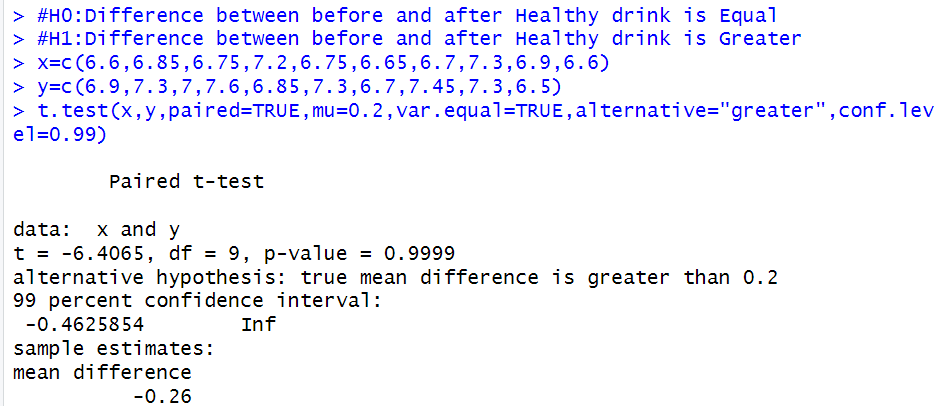 > #H0:Difference between before and after Healthy drink is Equal
> #H1:Difference between before and after Healthy drink is Greater
> x=c(6.6,6.85,6.75,7.2,6.75,6.65,6.7,7.3,6.9,6.6)
> y=c(6.9,7.3,7,7.6,6.85,7.3,6.7,7.45,7.3,6.5)
> t.test(x,y,paired=TRUE,mu=0.2,var.equal=TRUE,alternative="greater",conf.lev
el=0.99)
Paired t-test
data:  x and y
t = -6.4065, df = 9, p-value = 0.9999
alternative hypothesis: true mean difference is greater than 0.2
99 percent confidence interval:
 -0.4625854        Inf
sample estimates:
mean difference
          -0.26